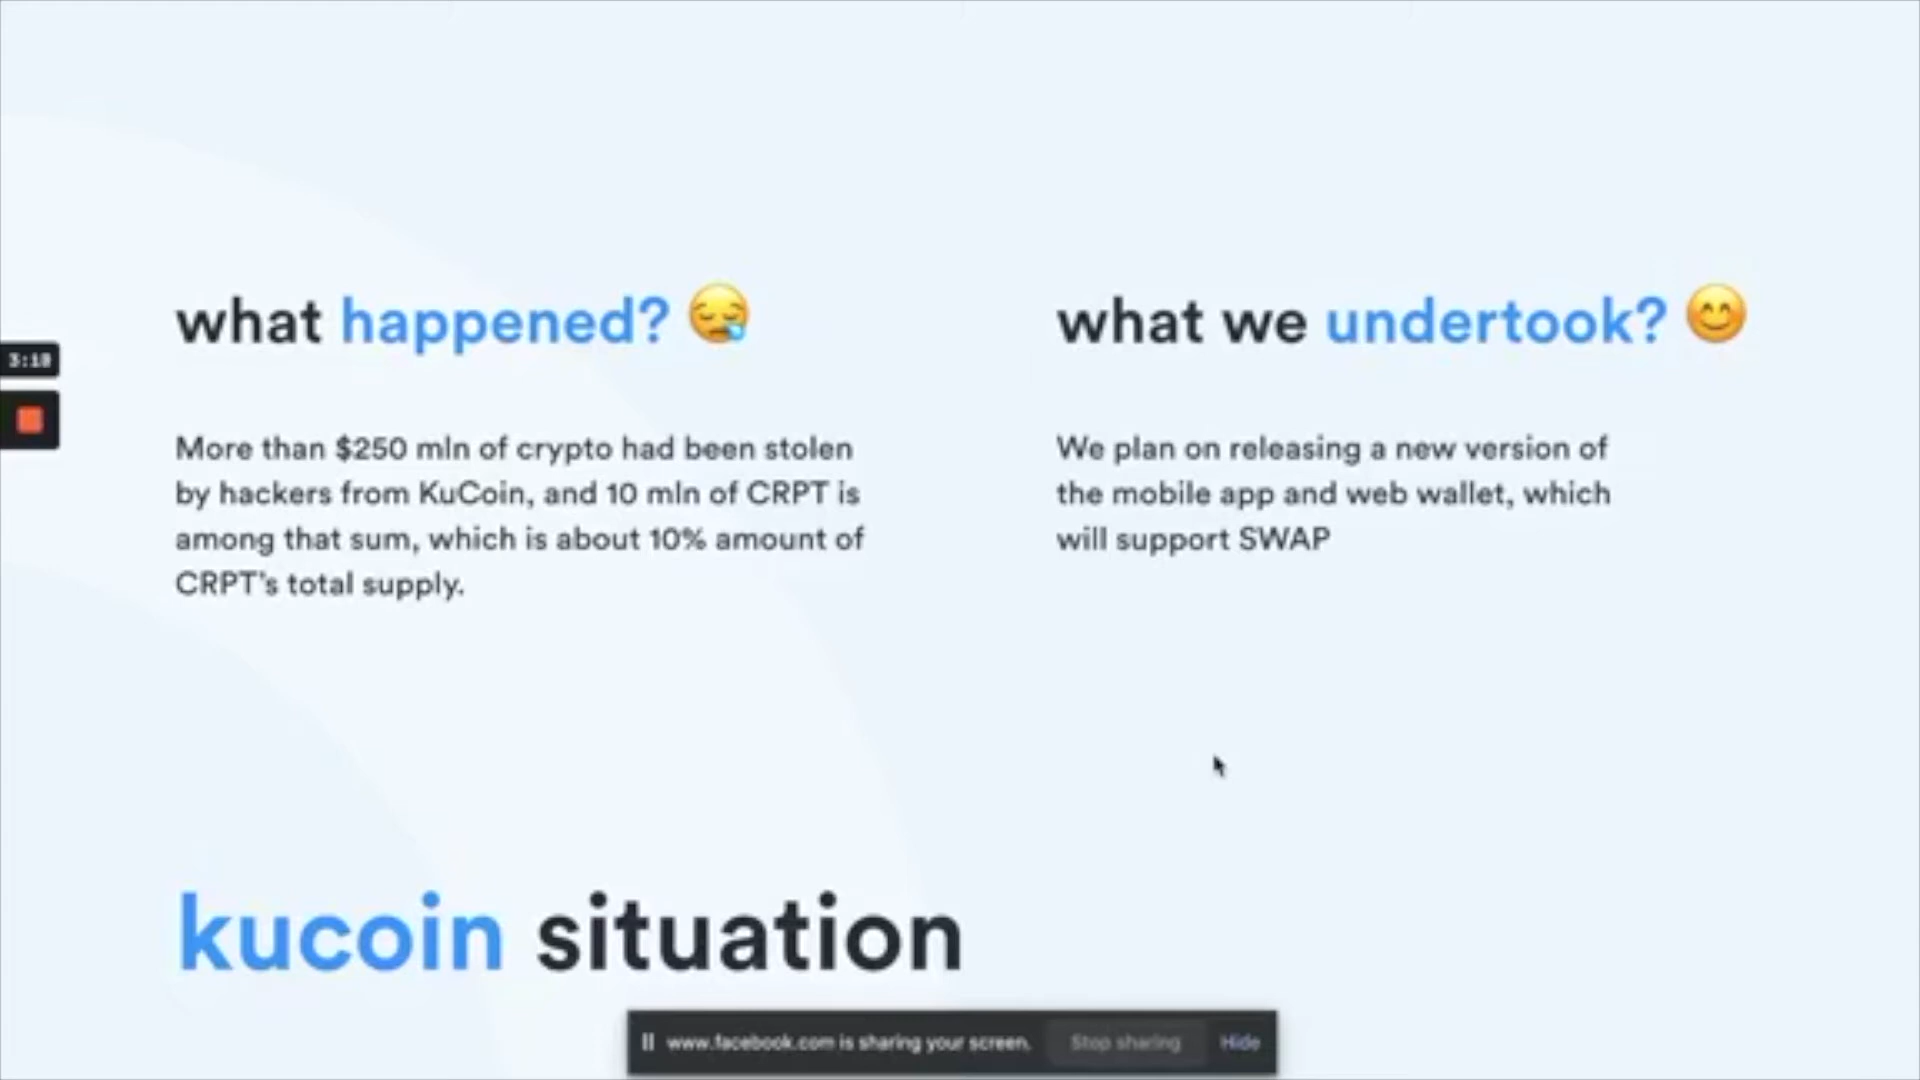 what happened?
More than $250 mln of crypto had been stolen
by hackers from KuCoin, and 10 mln of CRPT is
among that sum, which is about 10% amount of
CRPT's total supply.
what we undertook?
We plan on releasing a new version of
the mobile app and web wallet, which
will support SWAP
3:18
kucoin situation
www.facebook.com is sharing your screen.
Stop sharing
Hide